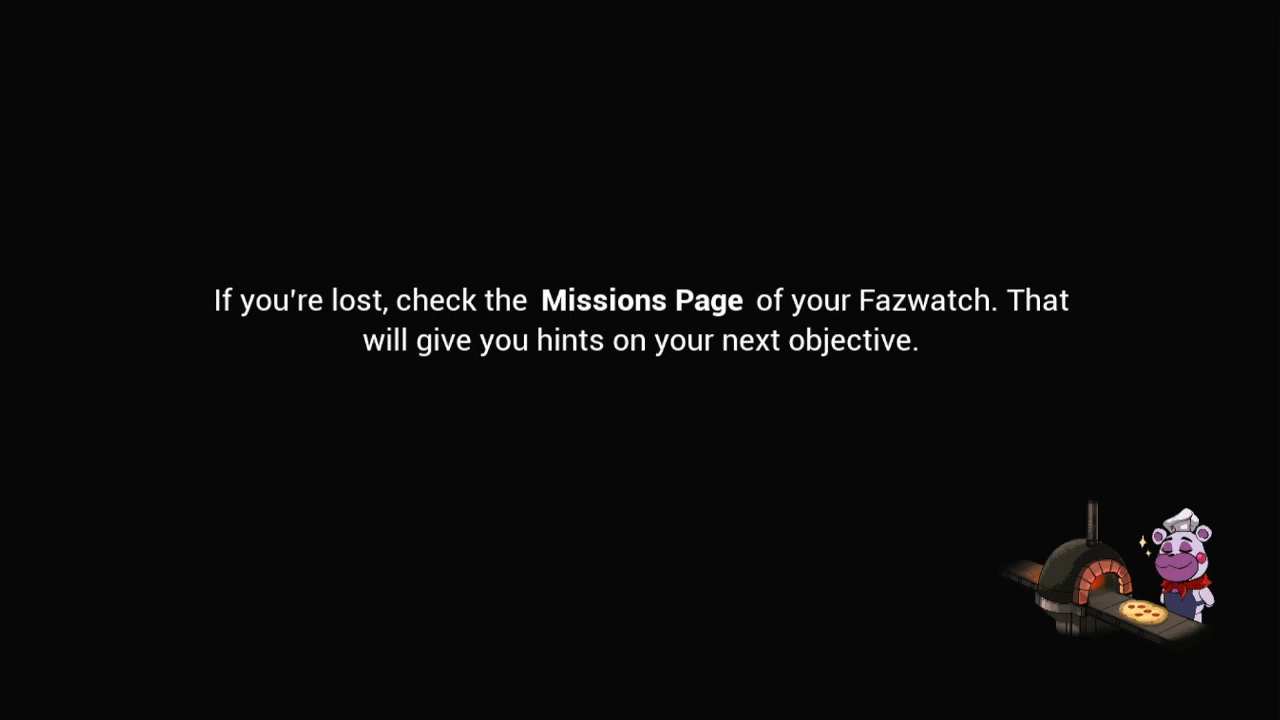 If you're lost, check the Missions Page of your Fazwatch. That
will give you hints on your next objective.